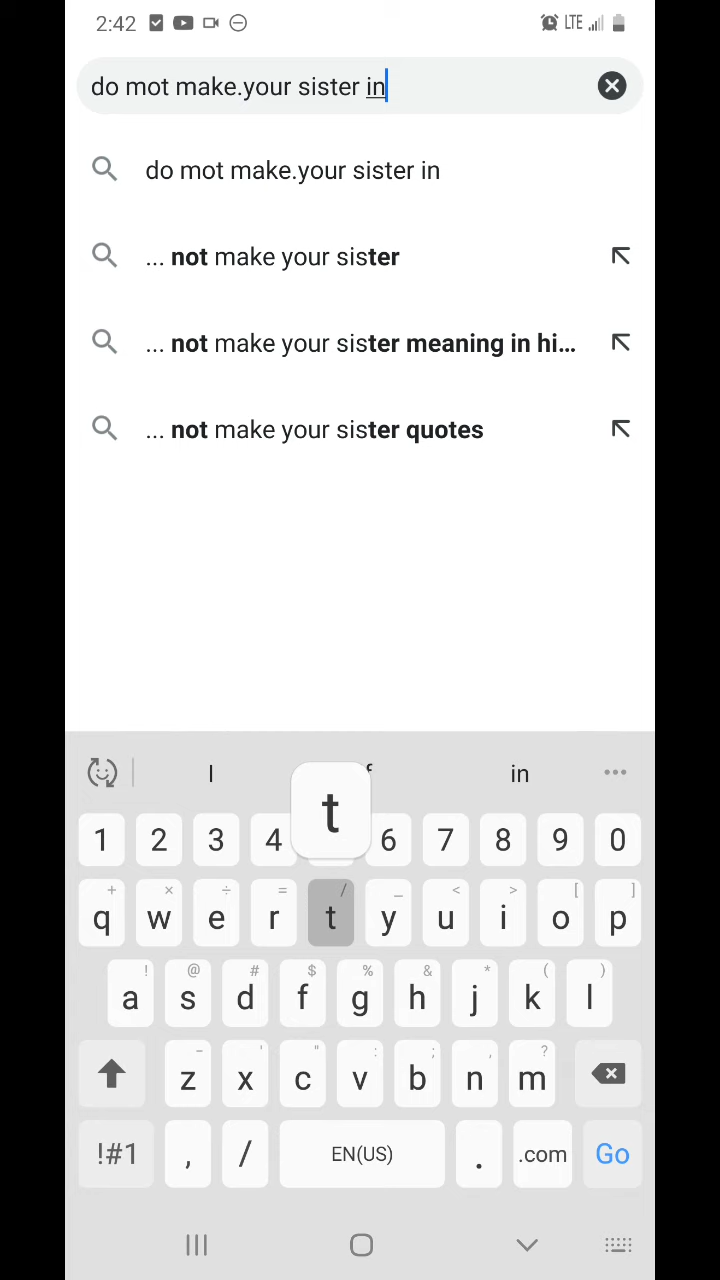 2:42 LTE
do mot make.your sister in
do mot make.your sister in
... not make your sister
... not make your sister meaning in hi...
... not make your sister quotes
I f in
t
1 2 3 4 6 7 8 9 0
+ × ÷ = / _ < > [ ]
q w e r t y u i o p
! @ # $ % & * ( )
a s d f g h j k l
- ' " : ; , ?
z x c v b n m
!#1 , / EN(US) . .com Go